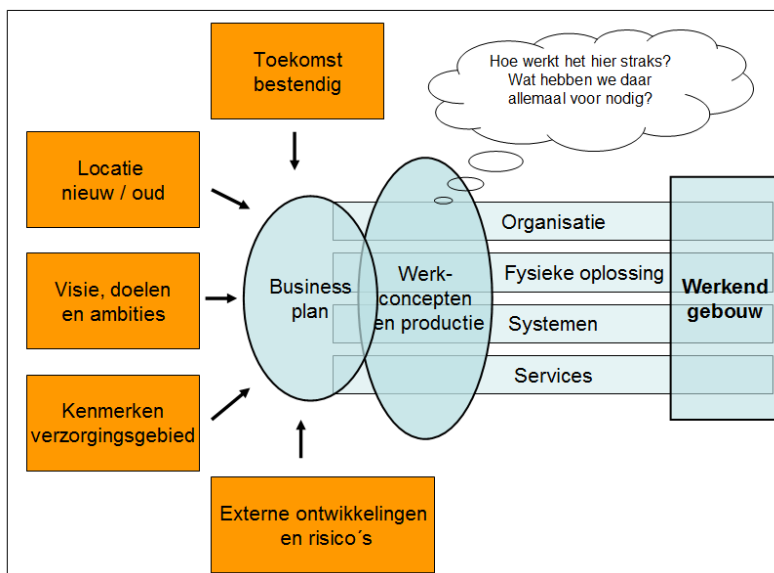 Toekomst
bestendig
Hoe werkt het hier straks?
Wat hebben we daar
allemaal voor nodig?
Locatie
nieuw / oud
Visie, doelen
en ambities
Kenmerken
verzorgingsgebied
Externe ontwikkelingen
en risico´s
Business
plan
Werk-
concepten
en productie
Organisatie
Fysieke oplossing
Systemen
Services
Werkend
gebouw